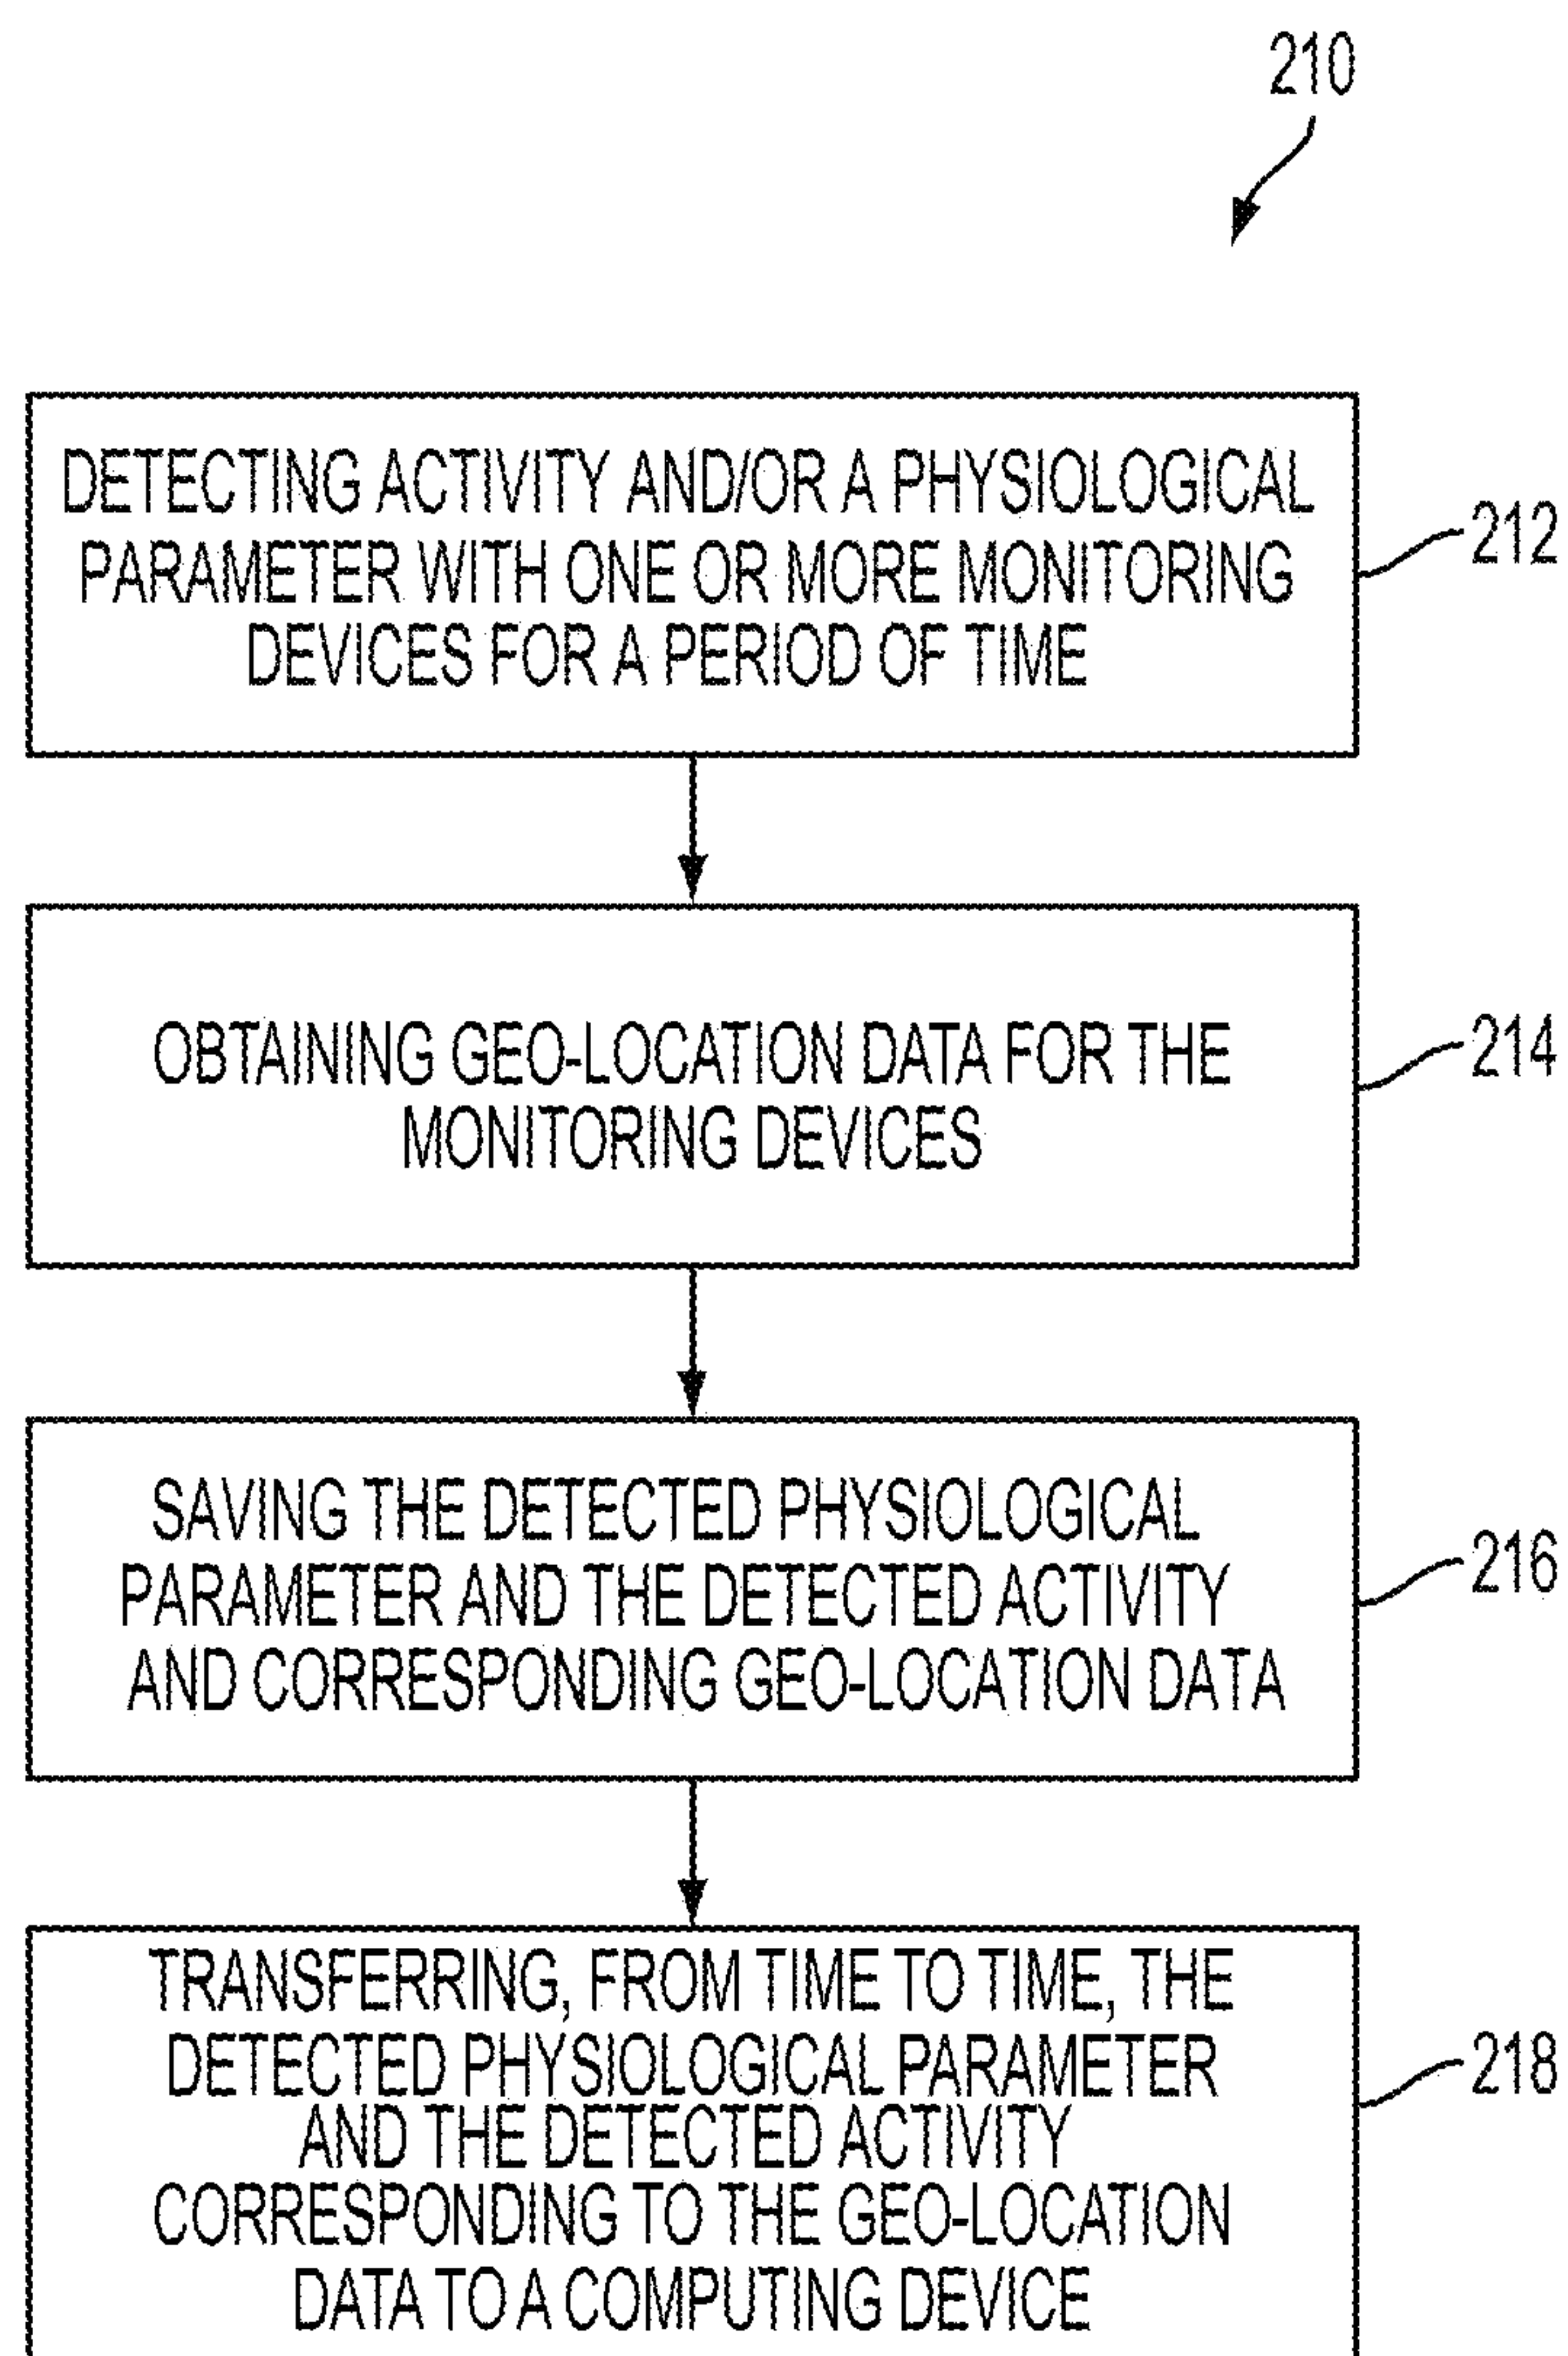 210
DETECTING ACTIVITY AND/OR A PHYSIOLOGICAL
PARAMETER WITH ONE OR MORE MONITORING
DEVICES FOR A PERIOD OF TIME
212
OBTAINING GEO-LOCATION DATA FOR THE
MONITORING DEVICES
214
SAVING THE DETECTED PHYSIOLOGICAL
PARAMETER AND THE DETECTED ACTIVITY
AND CORRESPONDING GEO-LOCATION DATA
216
TRANSFERRING, FROM TIME TO TIME, THE
DETECTED PHYSIOLOGICAL PARAMETER
AND THE DETECTED ACTIVITY
CORRESPONDING TO THE GEO-LOCATION
DATA TO A COMPUTING DEVICE
218